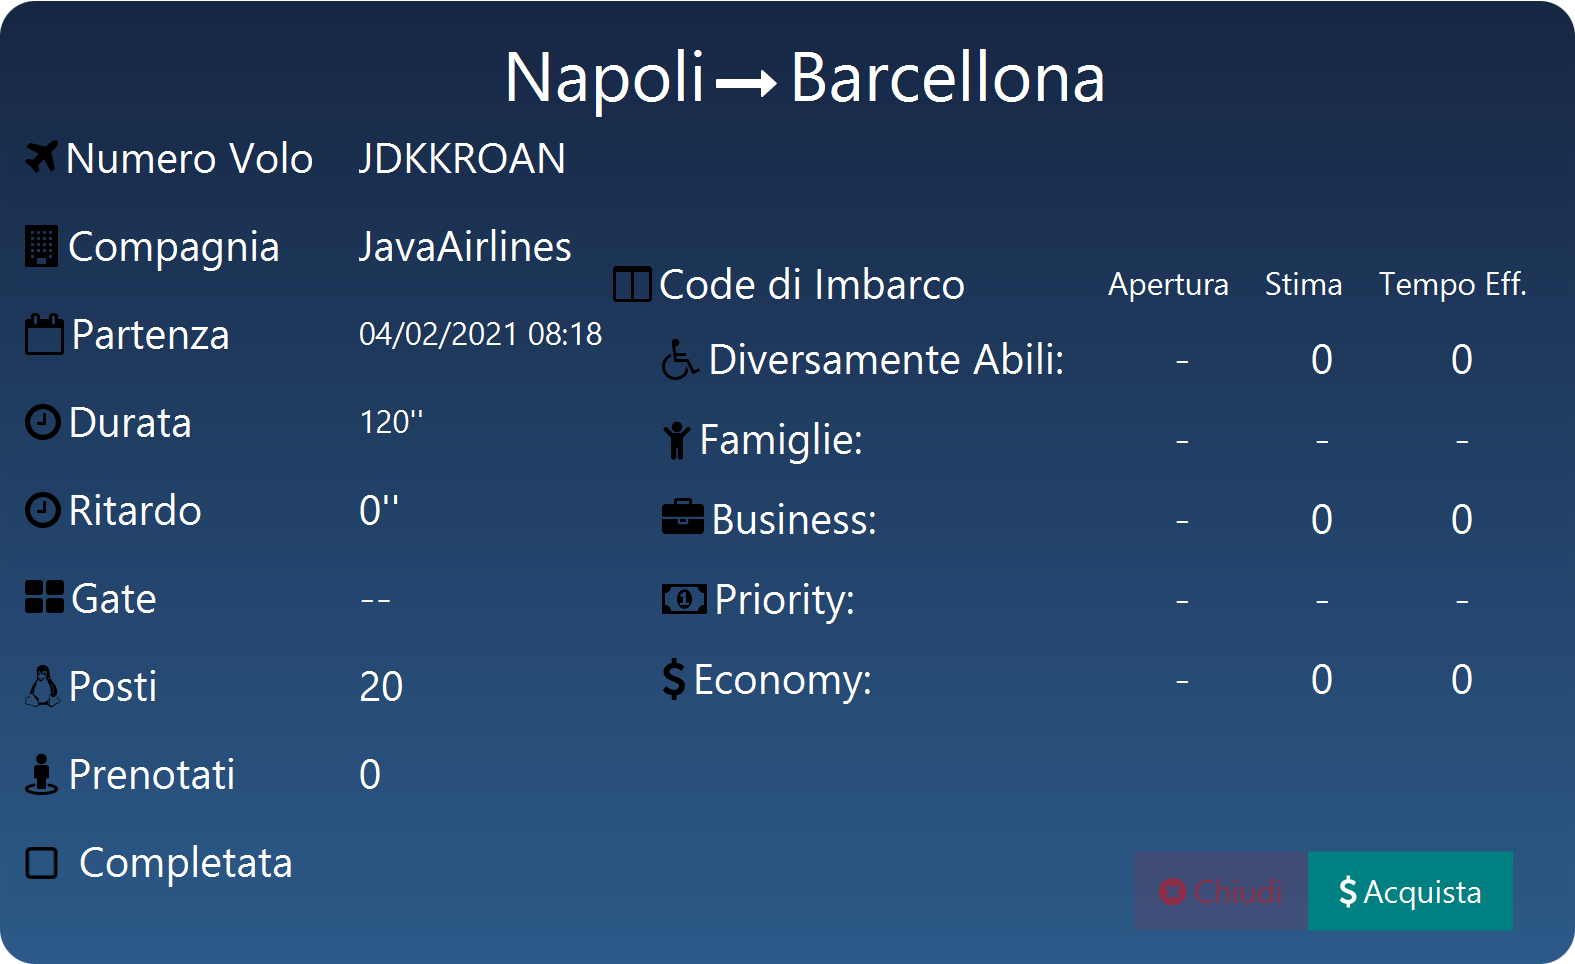 Napoli Barcellona
Numero Volo JDKKROAN
Compagnia JavaAirlines
Partenza 04/02/2021 08:18
Durata 120''
Ritardo 0''
Gate --
Posti 20
Prenotati 0
Completata
Code di Imbarco Apertura Stima Tempo Eff.
Diversamente Abili: - 0 0
Famiglie: - - -
Business: - 0 0
Priority: - - -
Economy: - 0 0
Chiudi $ Acquista